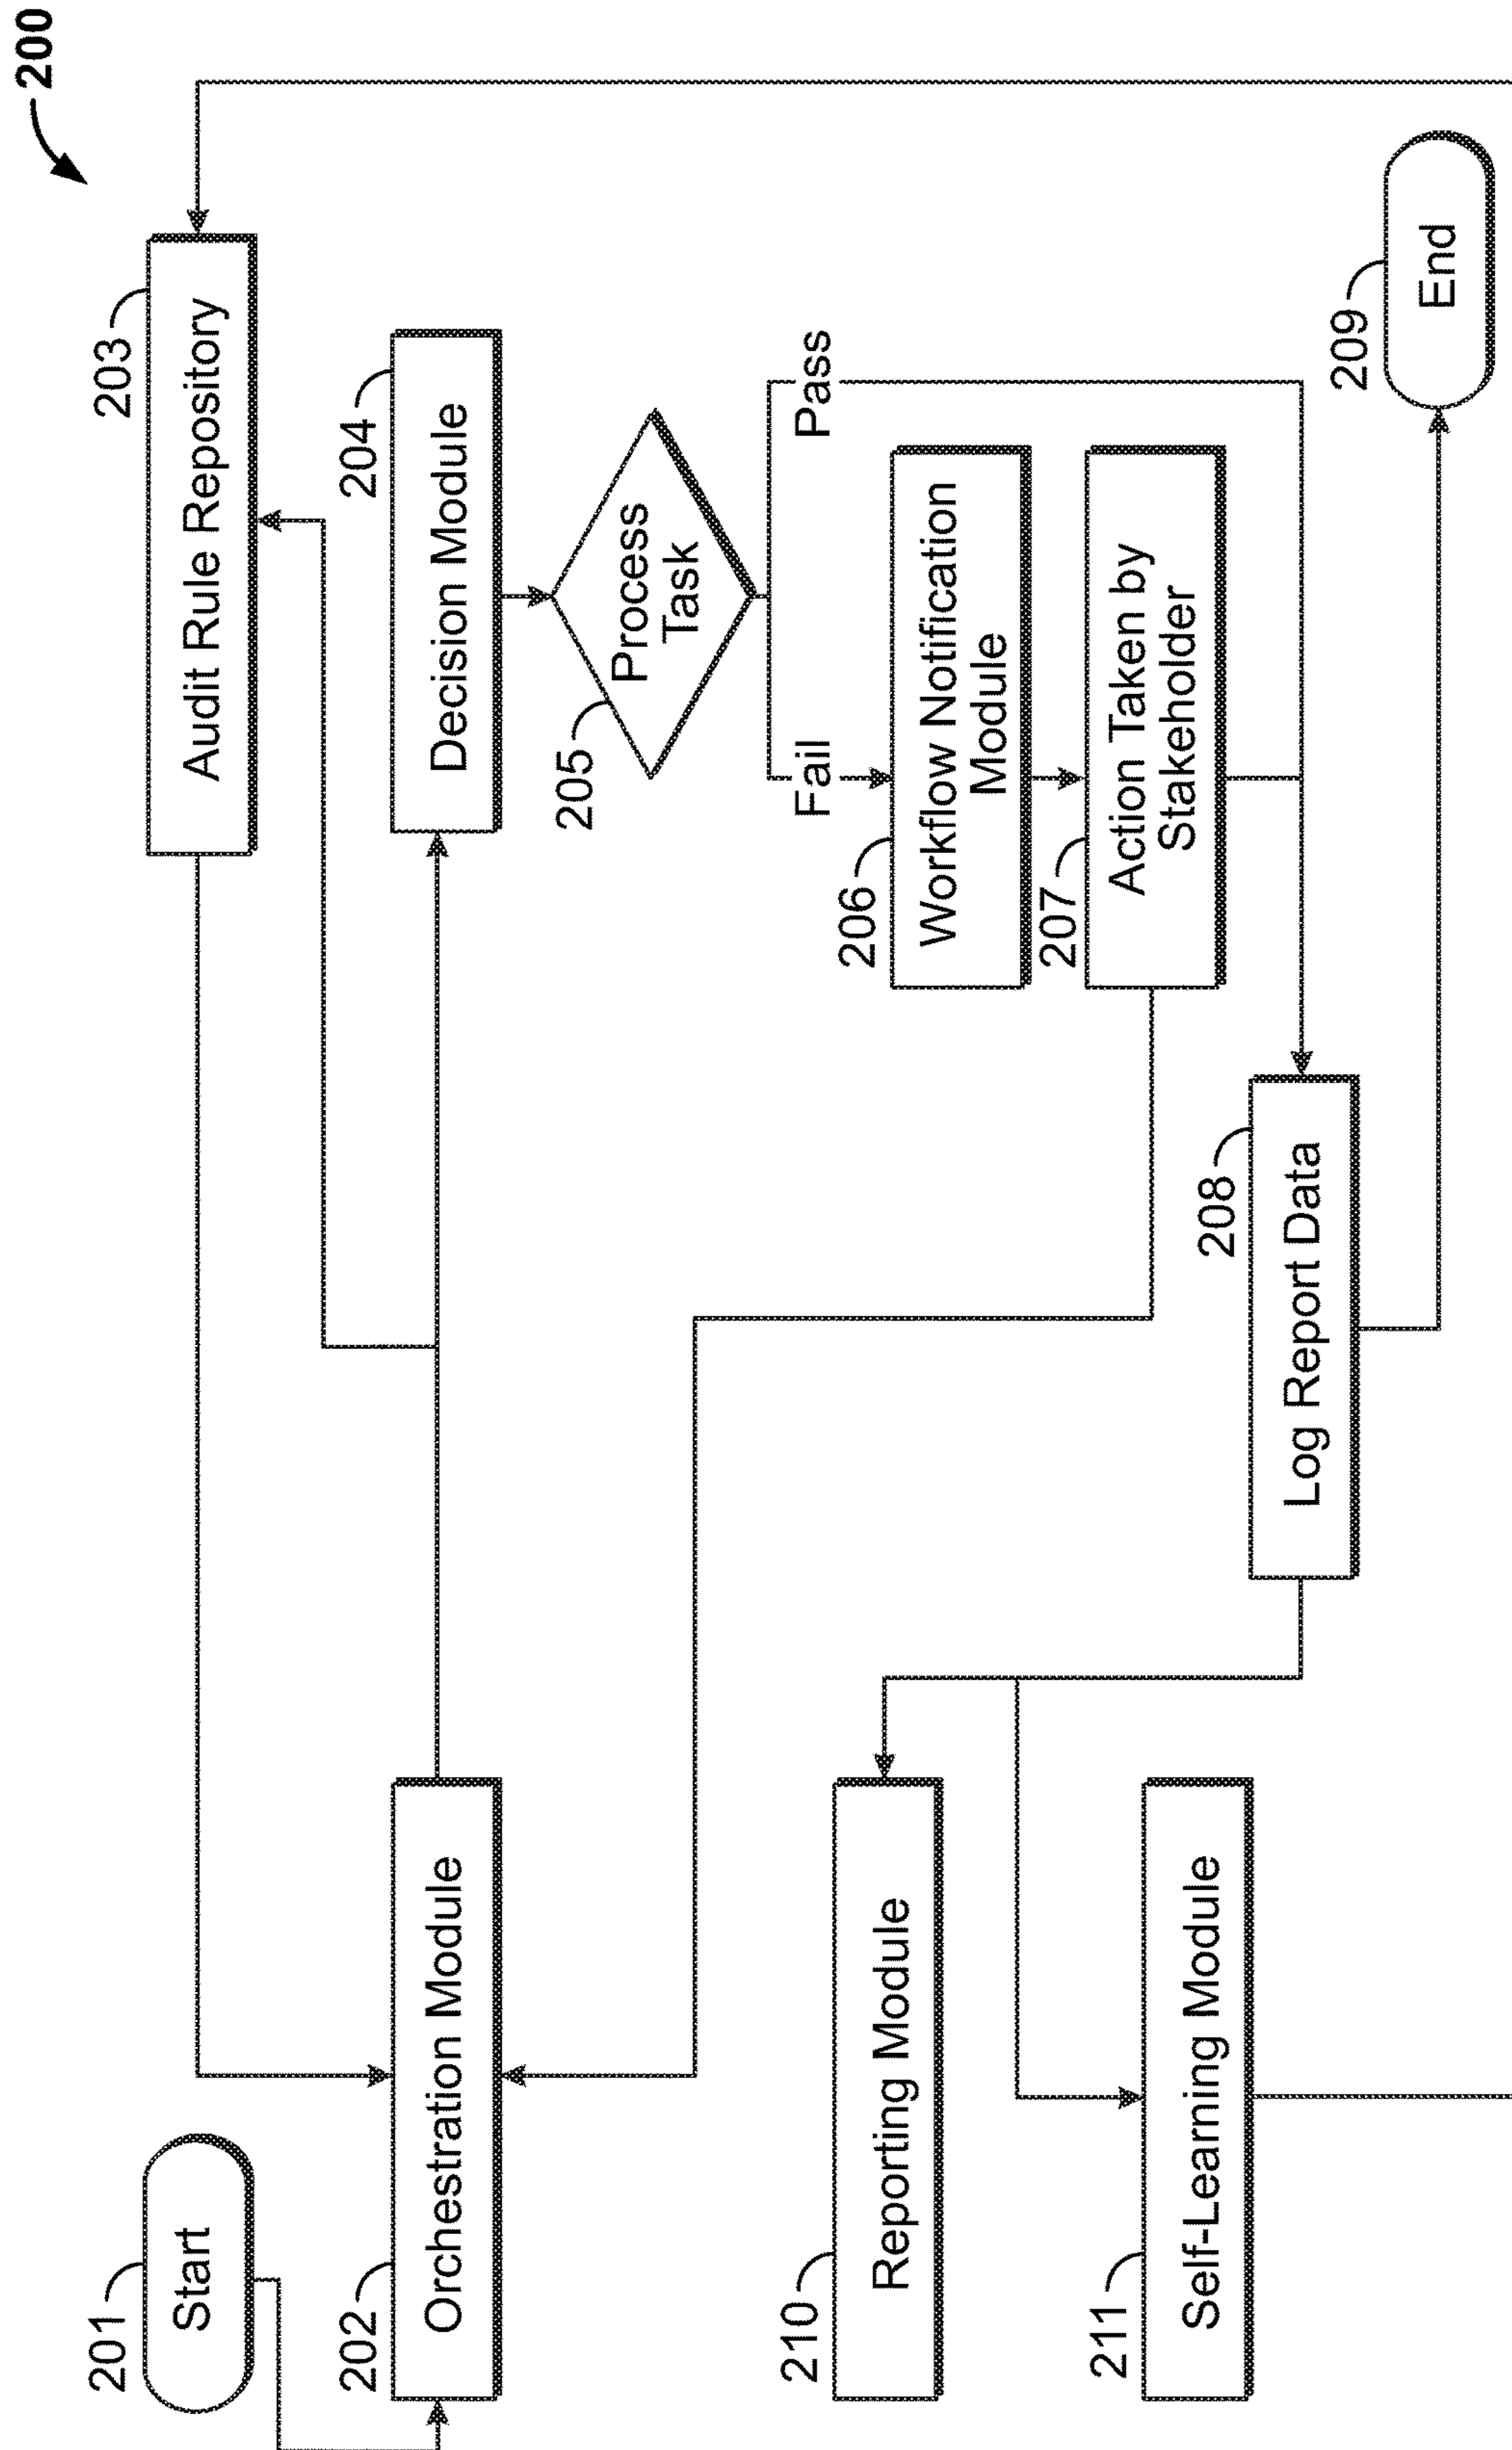 200
201
Start
203
Audit Rule Repository
202
Orchestration Module
204
Decision Module
205
Process
Task
Fail
Pass
206
Workflow Notification
Module
207
Action Taken by
Stakeholder
210
Reporting Module
208
Log Report Data
209
End
211
Self-Learning Module